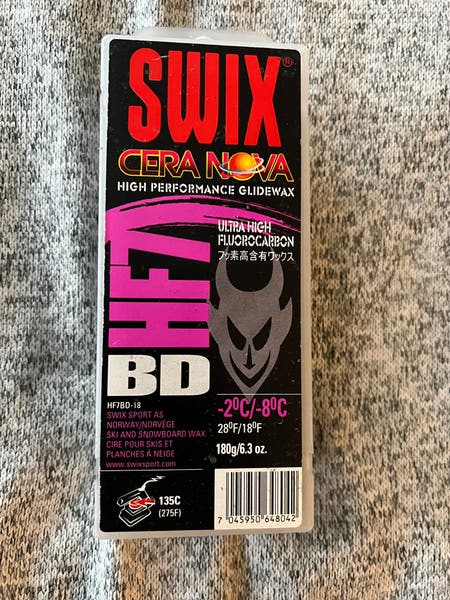 SWIX®
CERA NOVA
HIGH PERFORMANCE GLIDEWAX
HF7
BD
ULTRA HIGH
FLUOROCARBON
フッ素高含有ワックス
HF7BD-18
SWIX SPORT AS
NORWAY/NORVÈGE
SKI AND SNOWBOARD WAX
CIRE POUR SKIS ET
PLANCHES À NEIGE
www.swixsport.com
-2°C/-8°C
28°F/18°F
180g/6.3 oz.
135C
(275F)
7 045950 648042